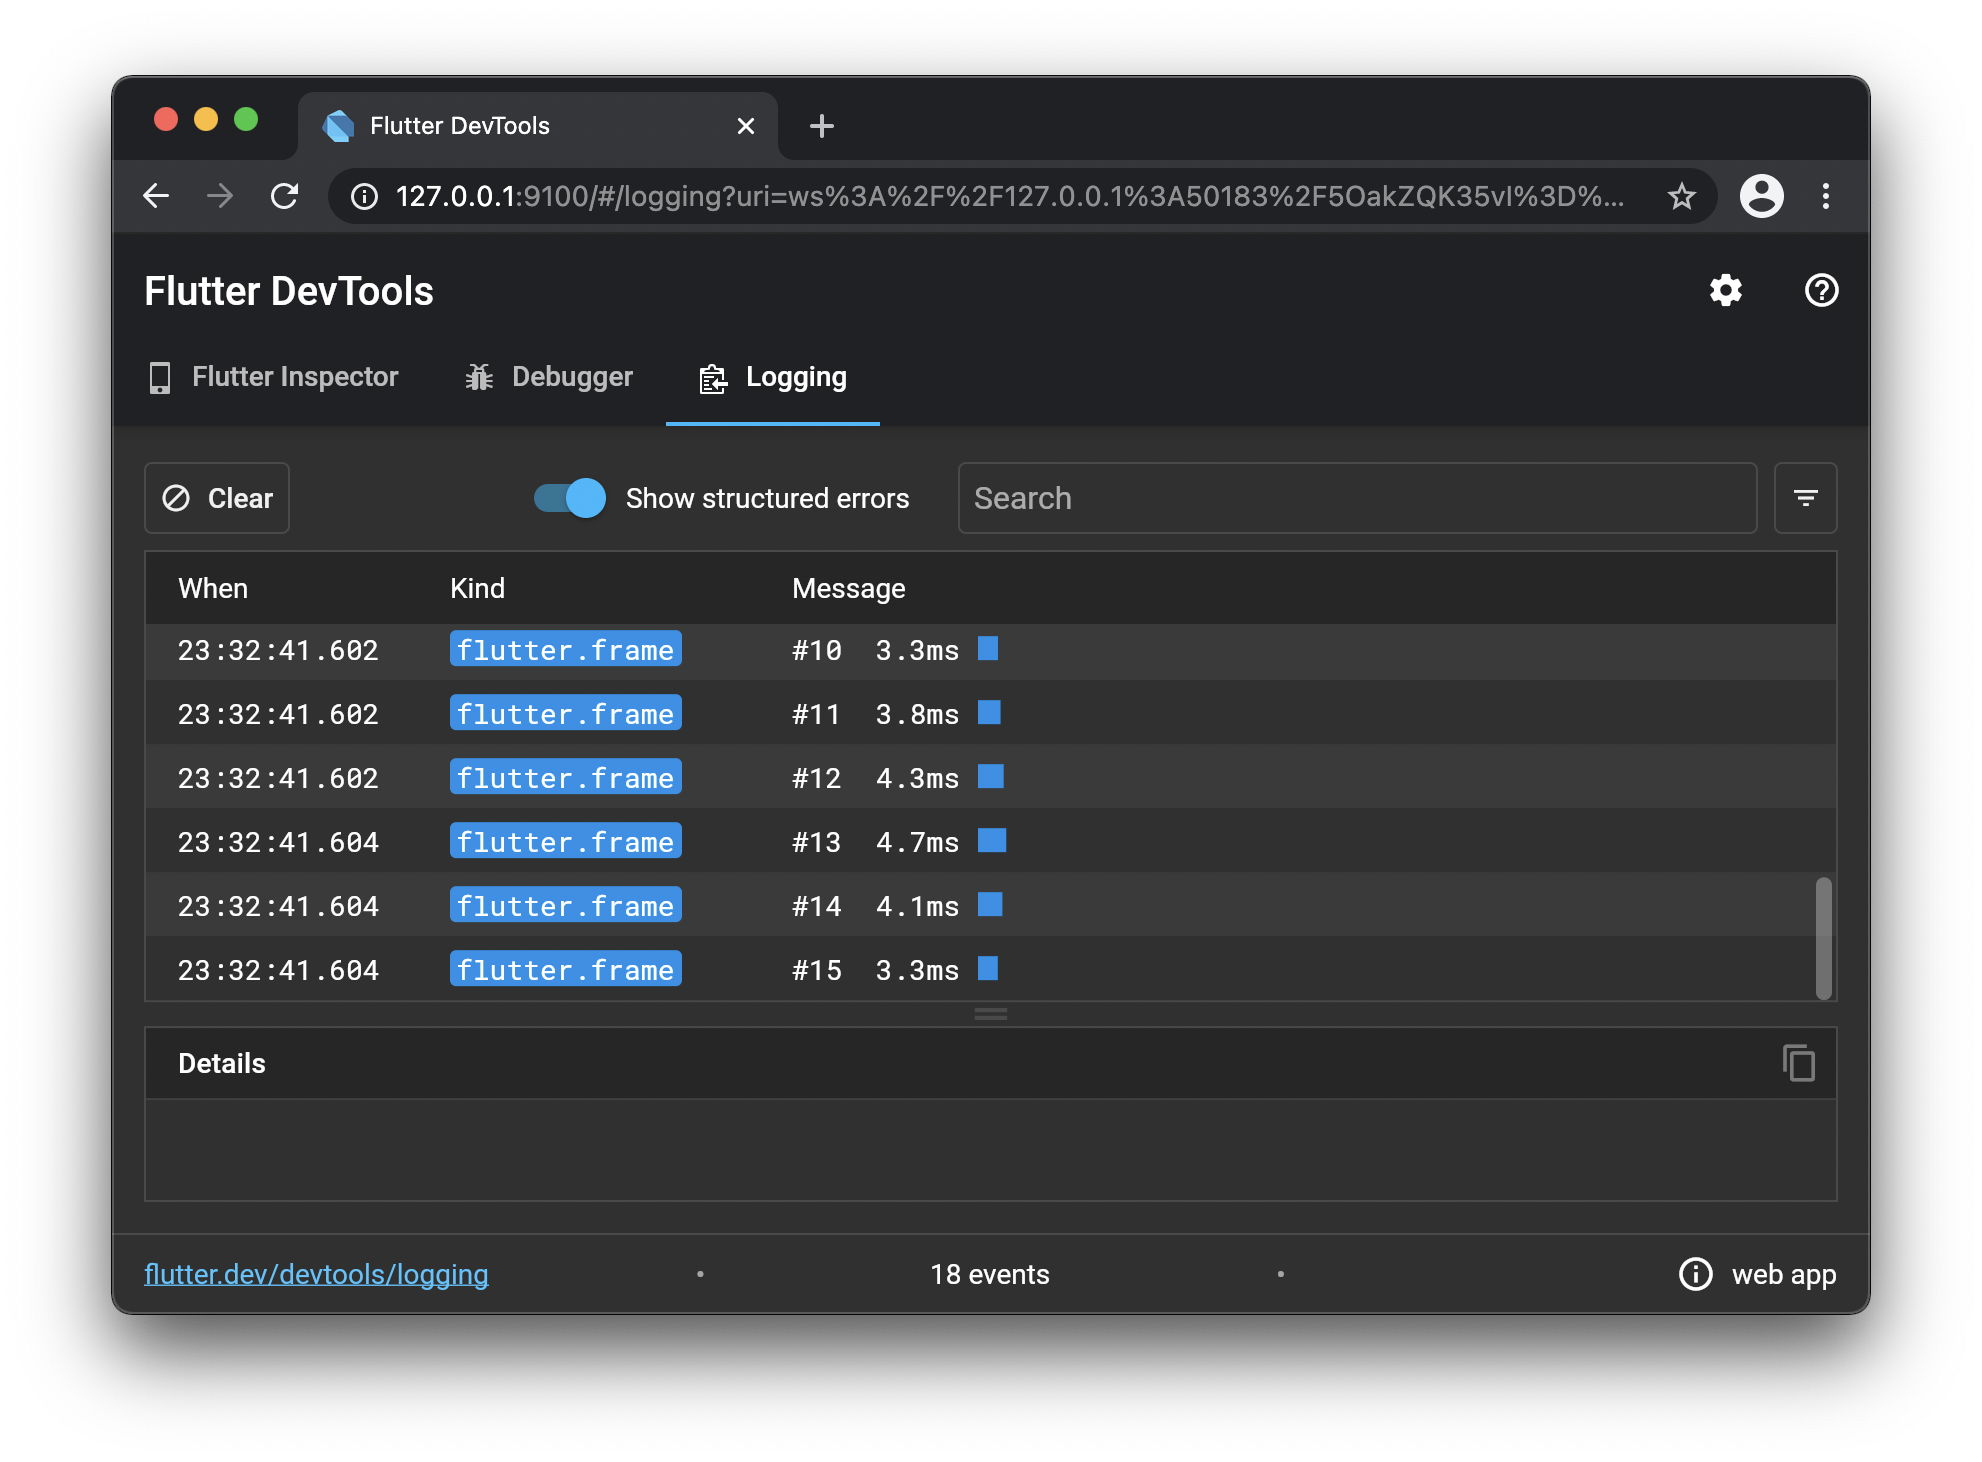 Flutter DevTools
127.0.0.1:9100/#/logging?uri=ws%3A%2F%2F127.0.0.1%3A50183%2F5OakZQK35vI%3D%...
Flutter DevTools
Flutter Inspector Debugger Logging
Clear Show structured errors Search
When Kind Message
23:32:41.602 flutter.frame #10 3.3ms
23:32:41.602 flutter.frame #11 3.8ms
23:32:41.602 flutter.frame #12 4.3ms
23:32:41.604 flutter.frame #13 4.7ms
23:32:41.604 flutter.frame #14 4.1ms
23:32:41.604 flutter.frame #15 3.3ms
Details
flutter.dev/devtools/logging • 18 events • web app